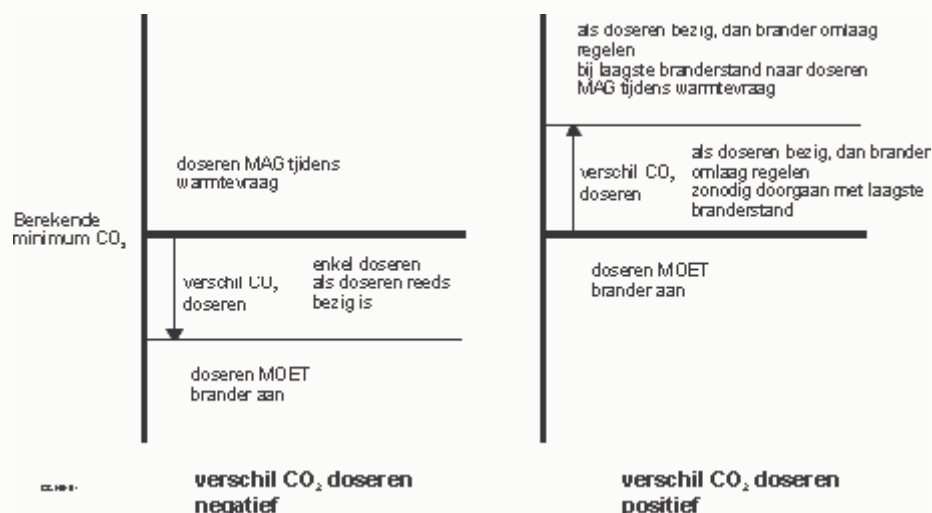 Berekende
minimum CO₂
doseren MAG tijdens
warmtevraag
verschil CO₂
doseren
enkel doseren
als doseren reeds
bezig is
doseren MOET
brander aan
verschil CO₂ doseren
negatief
als doseren bezig, dan brander omlaag
regelen
bij laagste branderstand naar doseren
MAG tijdens warmtevraag
verschil CO₂
doseren
als doseren bezig, dan brander
omlaag regelen
zonodig doorgaan met laagste
branderstand
doseren MOET
brander aan
verschil CO₂ doseren
positief